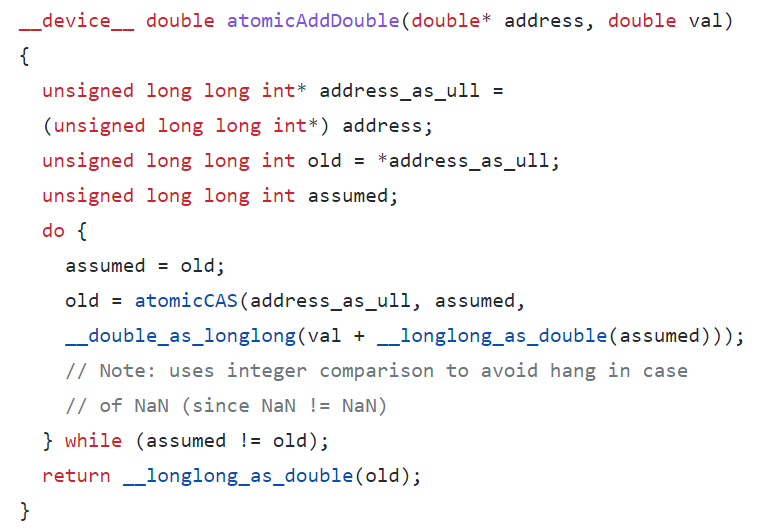 __device__ double atomicAddDouble(double* address, double val)
{
  unsigned long long int* address_as_ull =
  (unsigned long long int*) address;
  unsigned long long int old = *address_as_ull;
  unsigned long long int assumed;
  do {
    assumed = old;
    old = atomicCAS(address_as_ull, assumed,
    __double_as_longlong(val + __longlong_as_double(assumed)));
    // Note: uses integer comparison to avoid hang in case
    // of NaN (since NaN != NaN)
  } while (assumed != old);
  return __longlong_as_double(old);
}